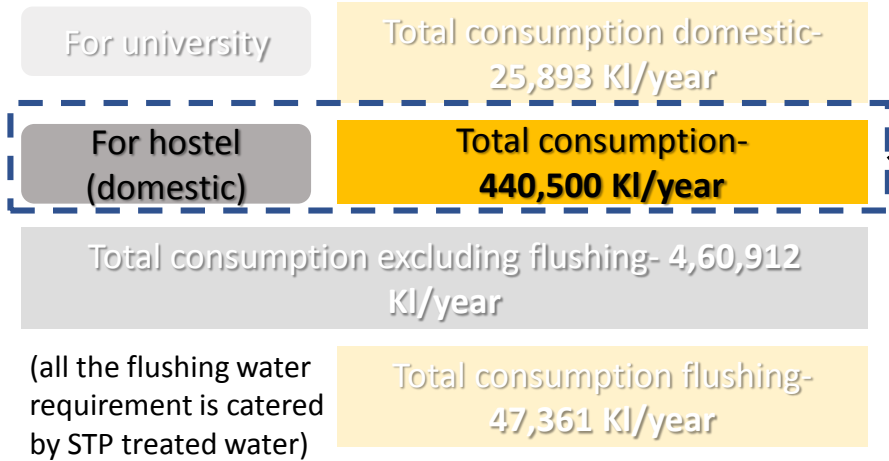 For university
Total consumption domestic-
25,893 Kl/year
For hostel
(domestic)
Total consumption-
440,500 Kl/year
Total consumption excluding flushing- 4,60,912
Kl/year
(all the flushing water
requirement is catered
by STP treated water)
Total consumption flushing-
47,361 Kl/year